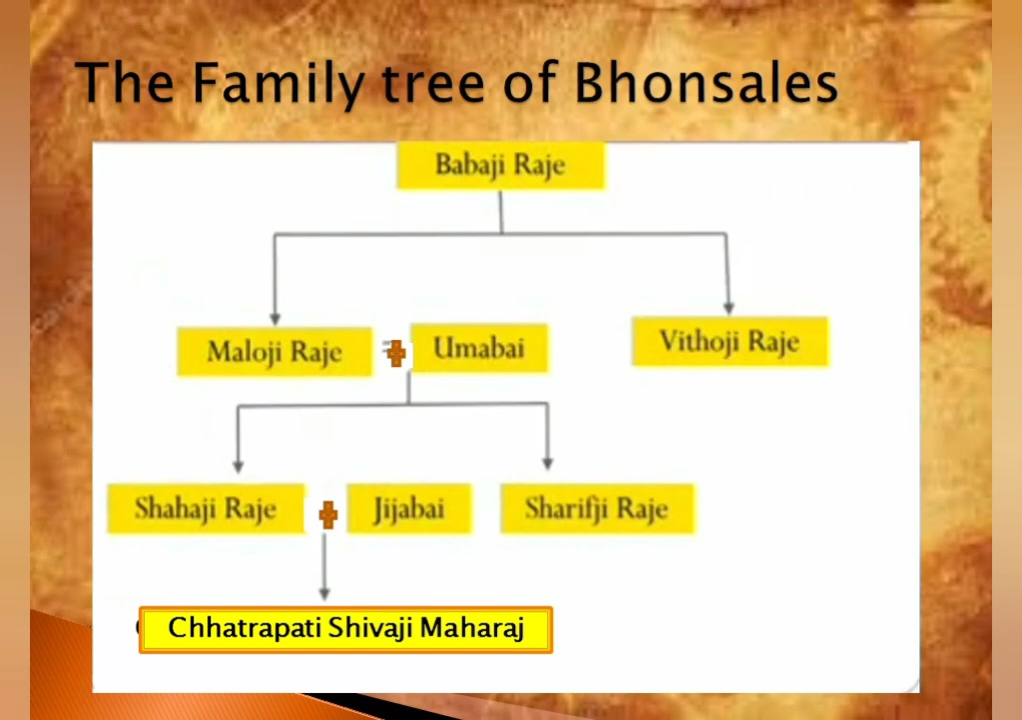 The Family tree of Bhonsales
Babaji Raje
Maloji Raje
Umabai
Vithoji Raje
Shahaji Raje
Jijabai
Sharifji Raje
Chhatrapati Shivaji Maharaj